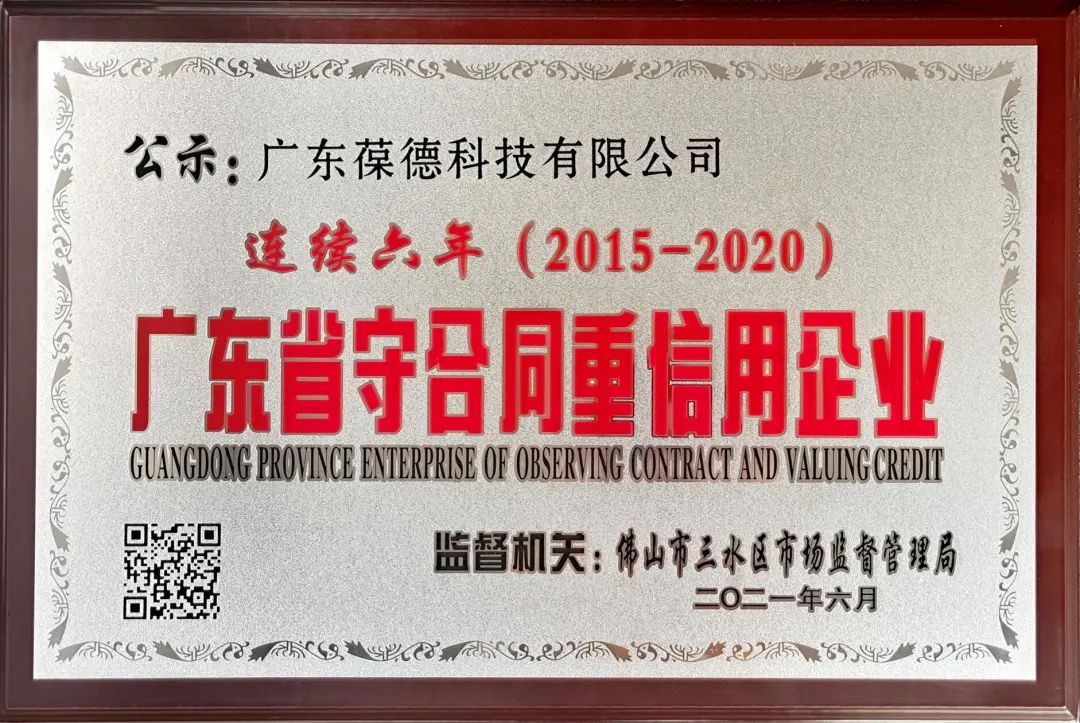 公示：广东葆德科技有限公司
连续六年（2015-2020）
广东省守合同重信用企业
GUANGDONG PROVINCE ENTERPRISE OF OBSERVING CONTRACT AND VALUING CREDIT
监督机关：佛山市三水区市场监督管理局
二〇二一年六月